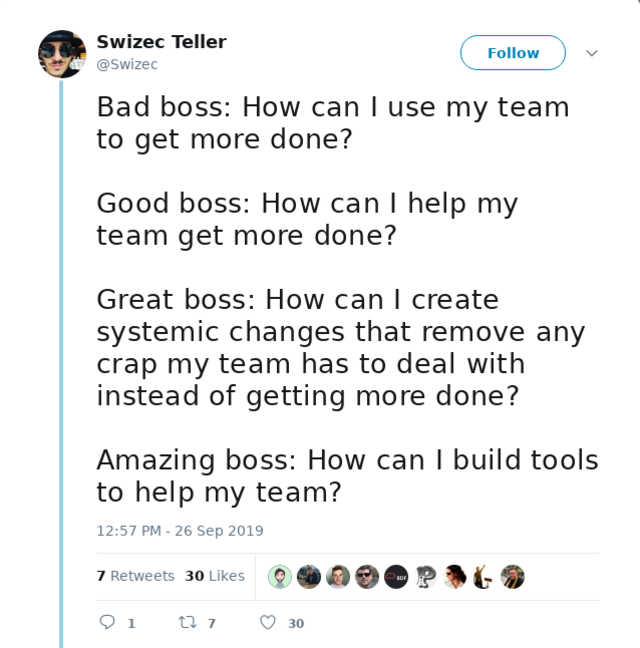 Swizec Teller
@Swizec
Follow
Bad boss: How can I use my team
to get more done?
Good boss: How can I help my
team get more done?
Great boss: How can I create
systemic changes that remove any
crap my team has to deal with
instead of getting more done?
Amazing boss: How can I build tools
to help my team?
12:57 PM - 26 Sep 2019
7 Retweets 30 Likes
1 7 30